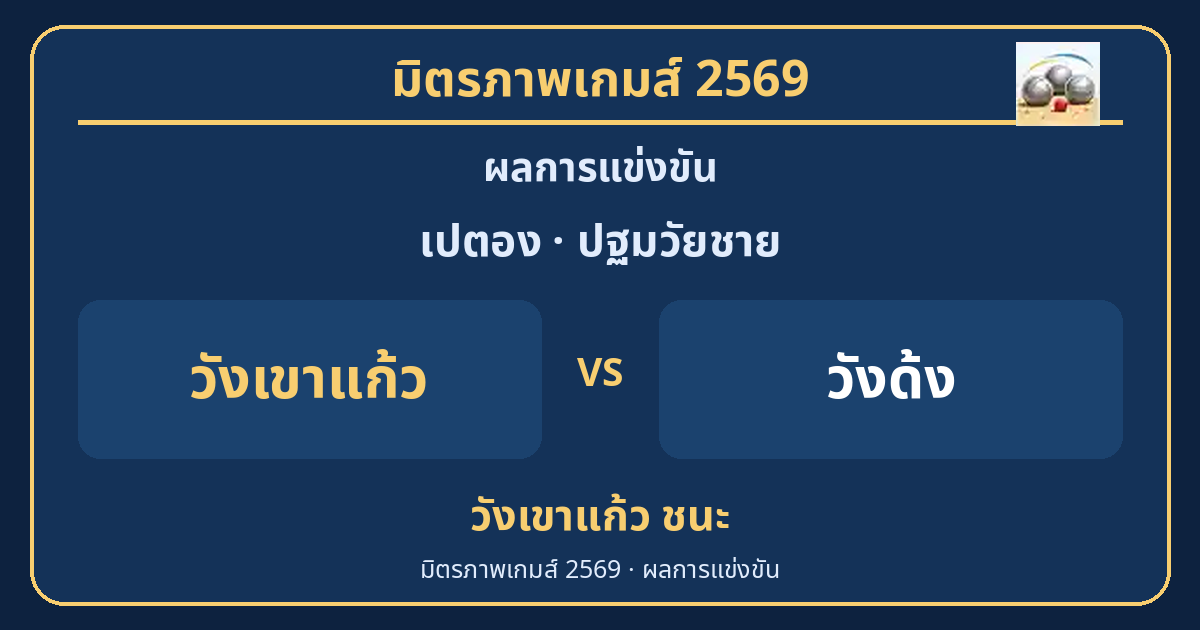 มิตรภาพเกมส์ 2569
ผลการแข่งขัน
เปตอง · ปฐมวัยชาย
วังเขาแก้ว
VS
วังด้ง
วังเขาแก้ว ชนะ
มิตรภาพเกมส์ 2569 · ผลการแข่งขัน